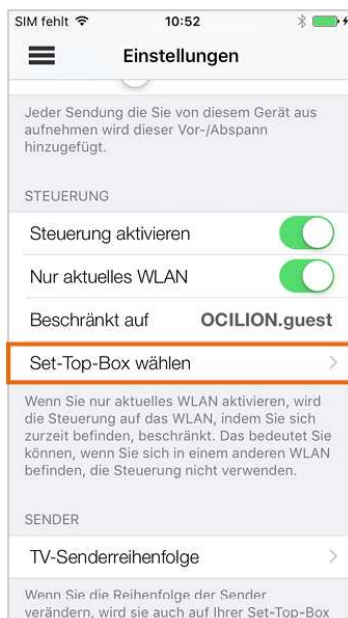 SIM fehlt 10:52
Einstellungen
Jeder Sendung die Sie von diesem Gerät aus
aufnehmen wird dieser Vor-/Abspann
hinzugefügt.
STEUERUNG
Steuerung aktivieren
Nur aktuelles WLAN
Beschränkt auf OCILION.guest
Set-Top-Box wählen
Wenn Sie nur aktuelles WLAN aktivieren, wird
die Steuerung auf das WLAN, indem Sie sich
zurzeit befinden, beschränkt. Das bedeutet Sie
können, wenn Sie sich in einem anderen WLAN
befinden, die Steuerung nicht verwenden.
SENDER
TV-Senderreihenfolge
Wenn Sie die Reihenfolge der Sender
verändern, wird sie auch auf Ihrer Set-Top-Box